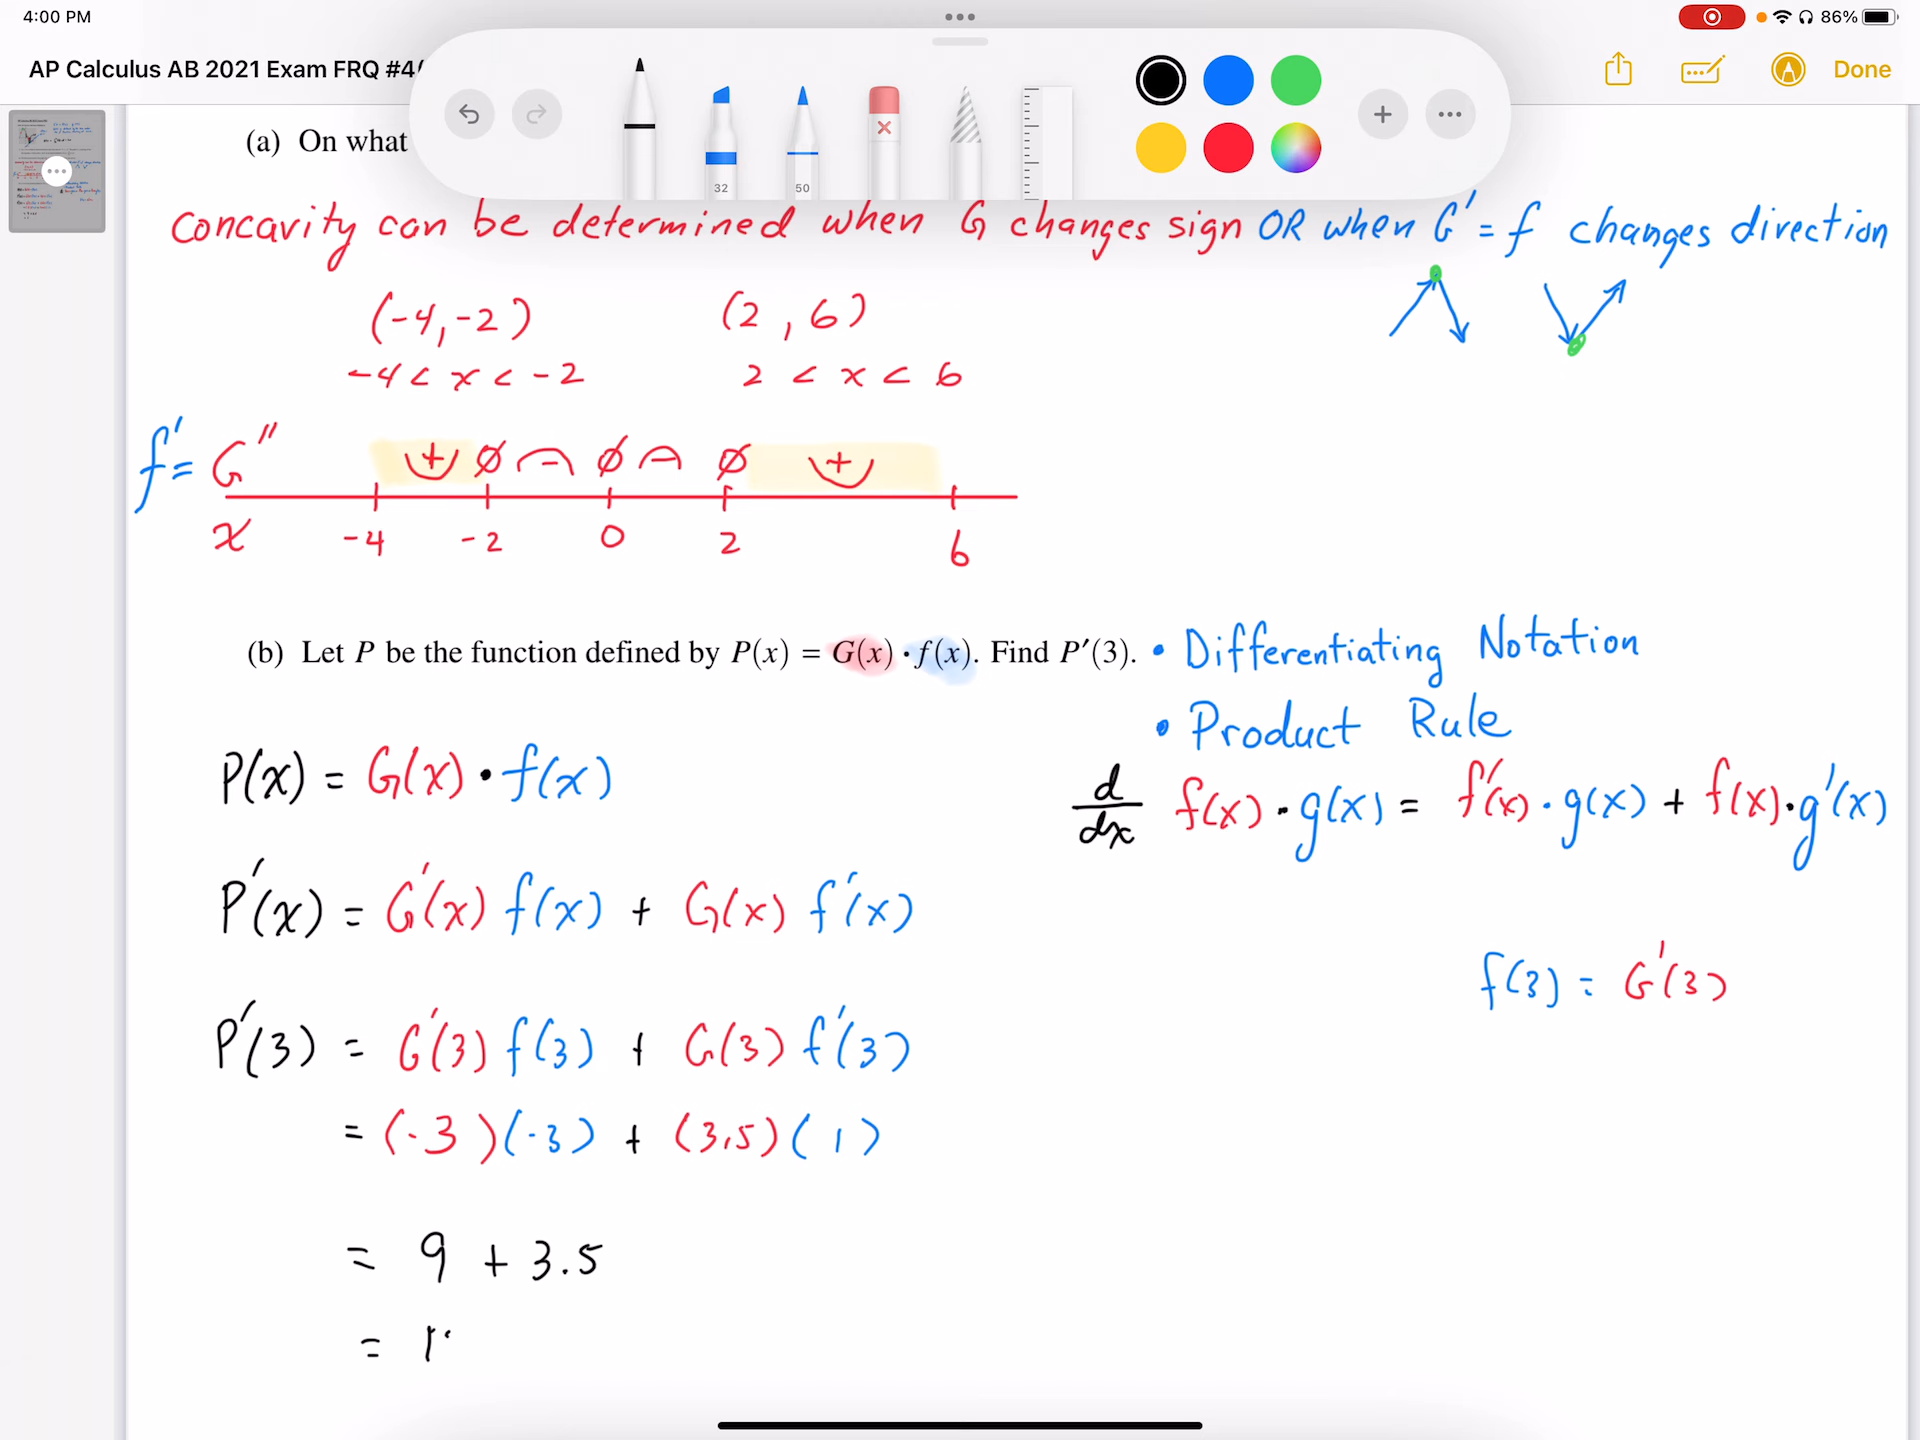 4:00 PM
86%
AP Calculus AB 2021 Exam FRQ #4/
Done
32
50
(a) On what
Concavity can be determined when G changes sign OR when G' = f changes direction
(-4,-2) (2,6)
-4 < x < -2 2 < x < 6
f' = G'' + ∅ - ∅ - ∅ +
x -4 -2 0 2 6
(b) Let P be the function defined by P(x) = G(x) · f(x). Find P′(3).
• Differentiating Notation
• Product Rule
d/dx f(x) · g(x) = f'(x) · g(x) + f(x) · g'(x)
P(x) = G(x) · f(x)
P'(x) = G'(x) f(x) + G(x) f'(x)
f(3) = G'(3)
P'(3) = G'(3) f(3) + G(3) f'(3)
= (-3)(-3) + (3.5)(1)
= 9 + 3.5
= 1